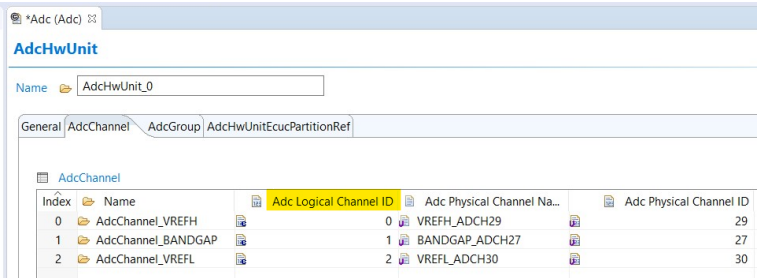 *Adc (Adc)
AdcHwUnit
Name AdcHwUnit_0
General AdcChannel AdcGroup AdcHwUnitEcucPartitionRef
AdcChannel
Index Name Adc Logical Channel ID Adc Physical Channel Na... Adc Physical Channel ID
0 AdcChannel_VREFH 0 VREFH_ADCH29 29
1 AdcChannel_BANDGAP 1 BANDGAP_ADCH27 27
2 AdcChannel_VREFL 2 VREFL_ADCH30 30